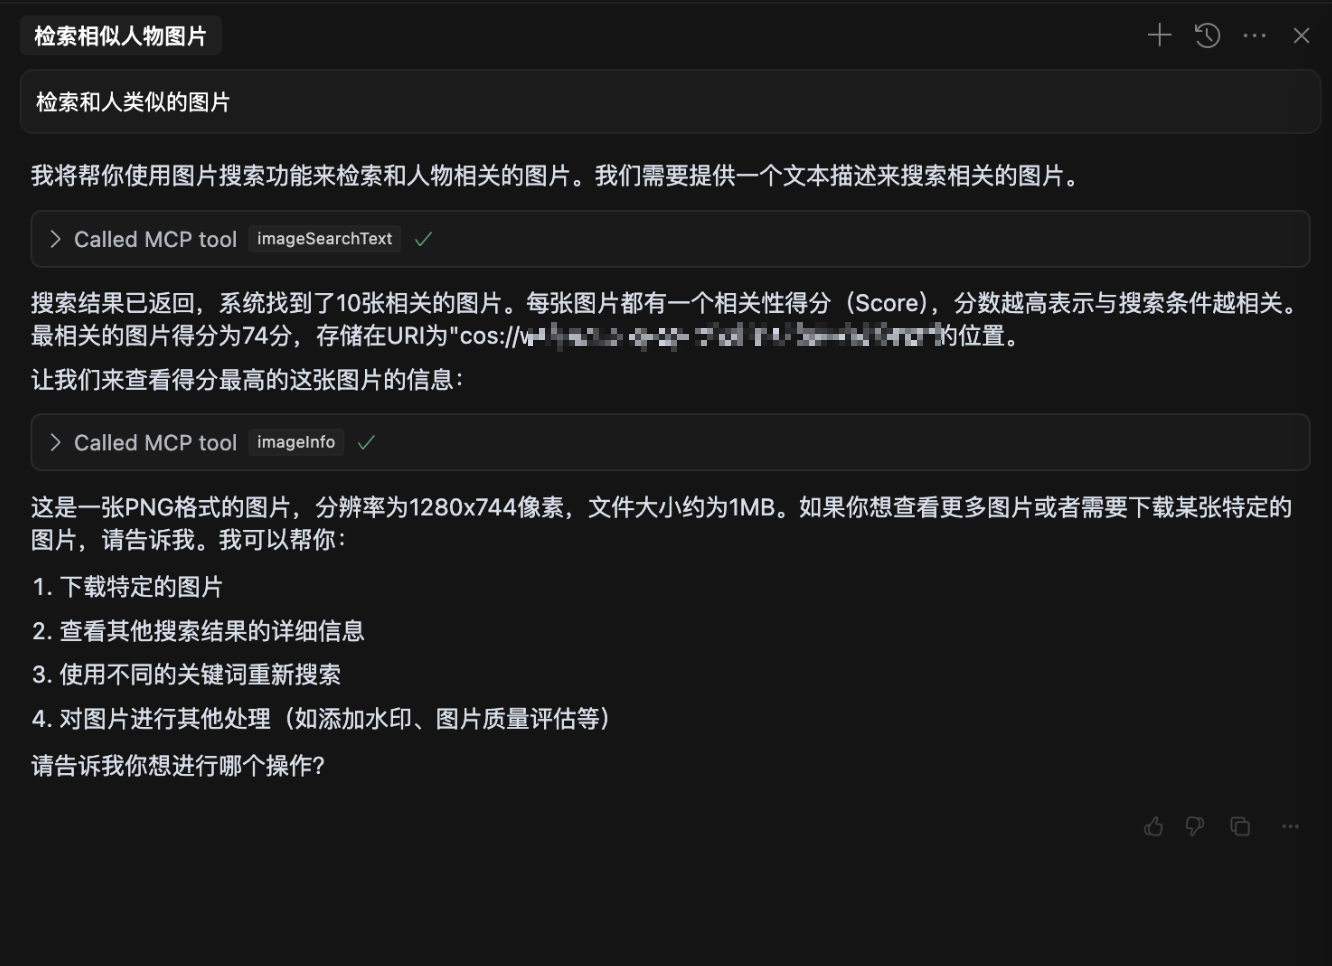 检索相似人物图片
检索和人类似的图片
我将帮你使用图片搜索功能来检索和人物相关的图片。我们需要提供一个文本描述来搜索相关的图片。
Called MCP tool imageSearchText
搜索结果已返回，系统找到了10张相关的图片。每张图片都有一个相关性得分（Score），分数越高表示与搜索条件越相关。
最相关的图片得分为74分，存储在URI为"cos://的位置。
让我们来查看得分最高的这张图片的信息：
Called MCP tool imageInfo
这是一张PNG格式的图片，分辨率为1280x744像素，文件大小约为1MB。如果你想查看更多图片或者需要下载某张特定的
图片，请告诉我。我可以帮你：
1. 下载特定的图片
2. 查看其他搜索结果的详细信息
3. 使用不同的关键词重新搜索
4. 对图片进行其他处理（如添加水印、图片质量评估等）
请告诉我你想进行哪个操作？